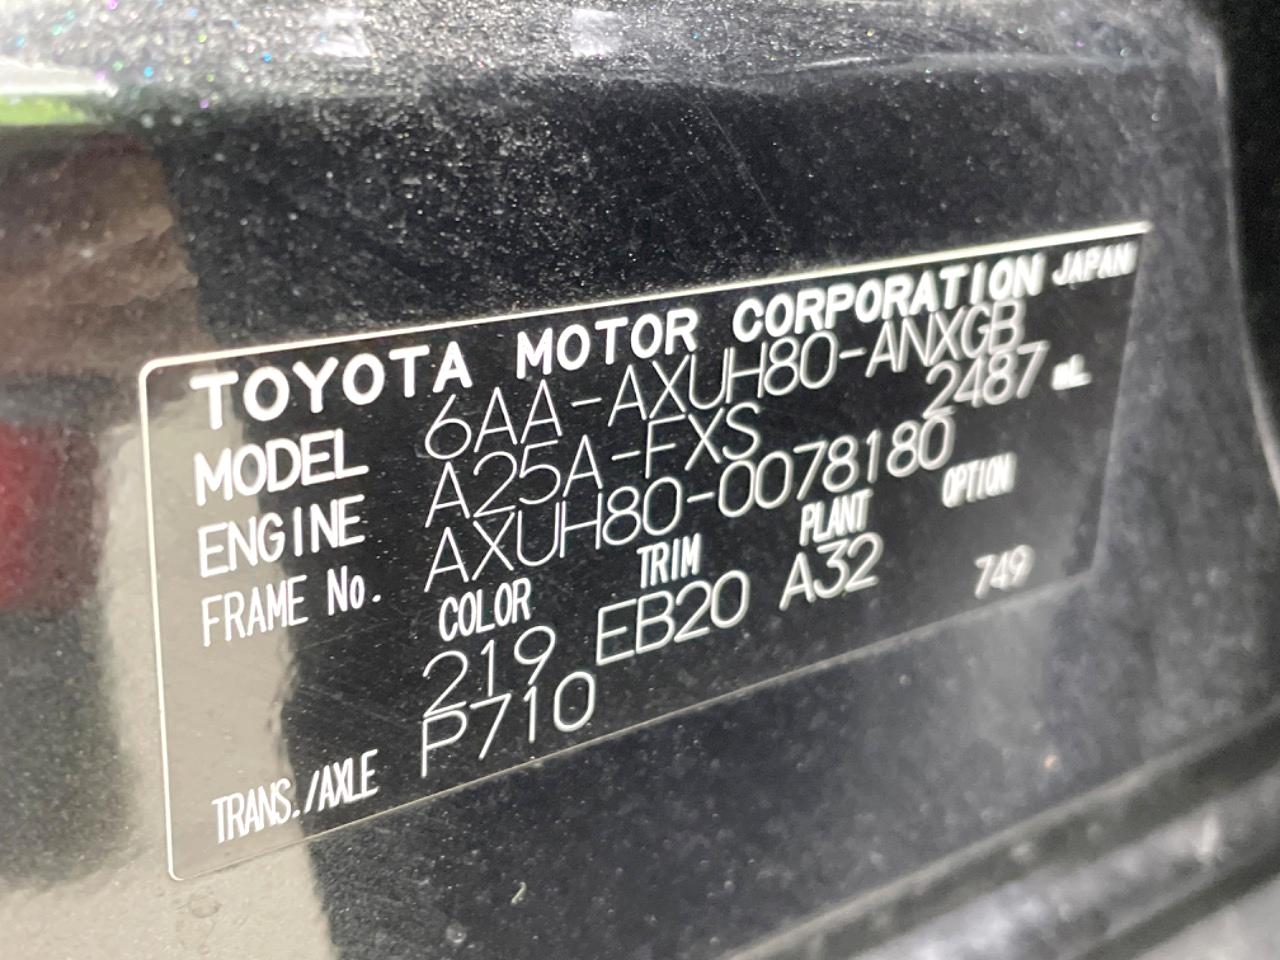 TOYOTA MOTOR CORPORATION JAPAN
MODEL 6AA-AXUH80-ANXGB
ENGINE A25A-FXS 2487 mL
FRAME No. AXUH80-0078180
COLOR TRIM PLANT OPTION
219 EB20 A32 749
TRANS./AXLE P710